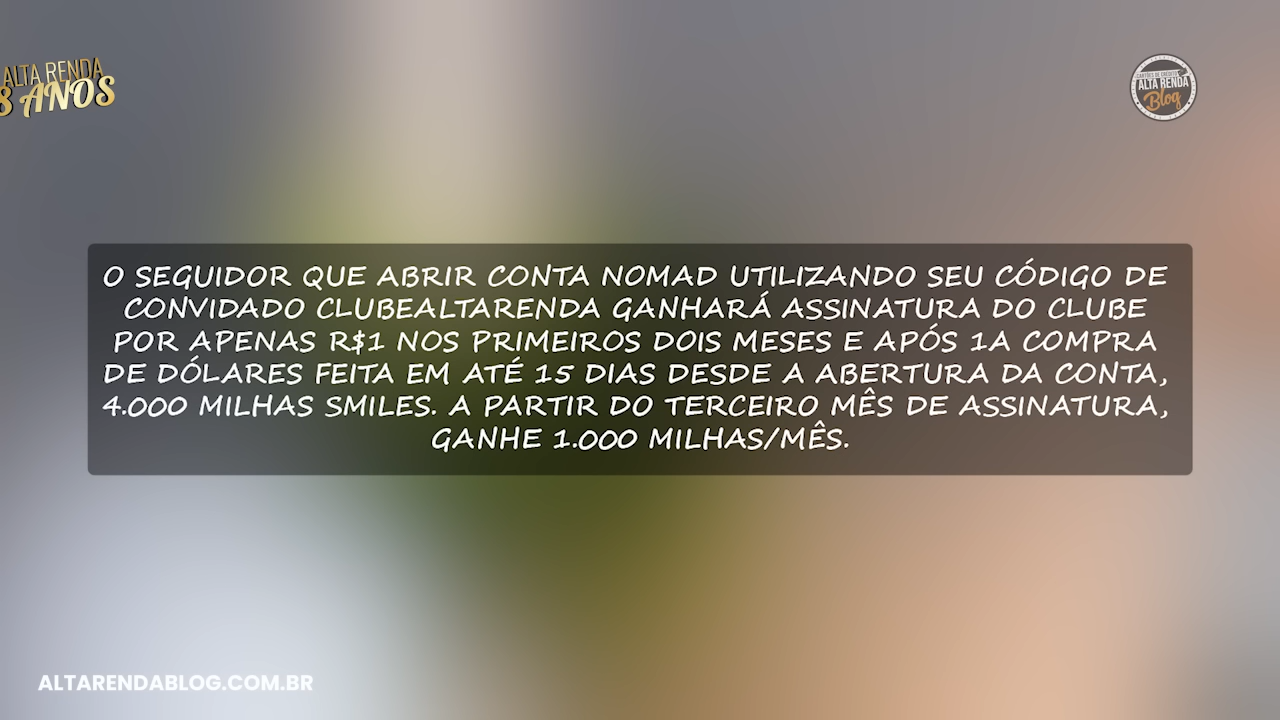 ALTA RENDA
8 ANOS
CARTÕES DE CRÉDITO
ALTA RENDA
Blog
O SEGUIDOR QUE ABRIR CONTA NOMAD UTILIZANDO SEU CÓDIGO DE
CONVIDADO CLUBEALTARENDA GANHARÁ ASSINATURA DO CLUBE
POR APENAS R$1 NOS PRIMEIROS DOIS MESES E APÓS 1A COMPRA
DE DÓLARES FEITA EM ATÉ 15 DIAS DESDE A ABERTURA DA CONTA,
4.000 MILHAS SMILES. A PARTIR DO TERCEIRO MÊS DE ASSINATURA,
GANHE 1.000 MILHAS/MÊS.
ALTARENDABLOG.COM.BR